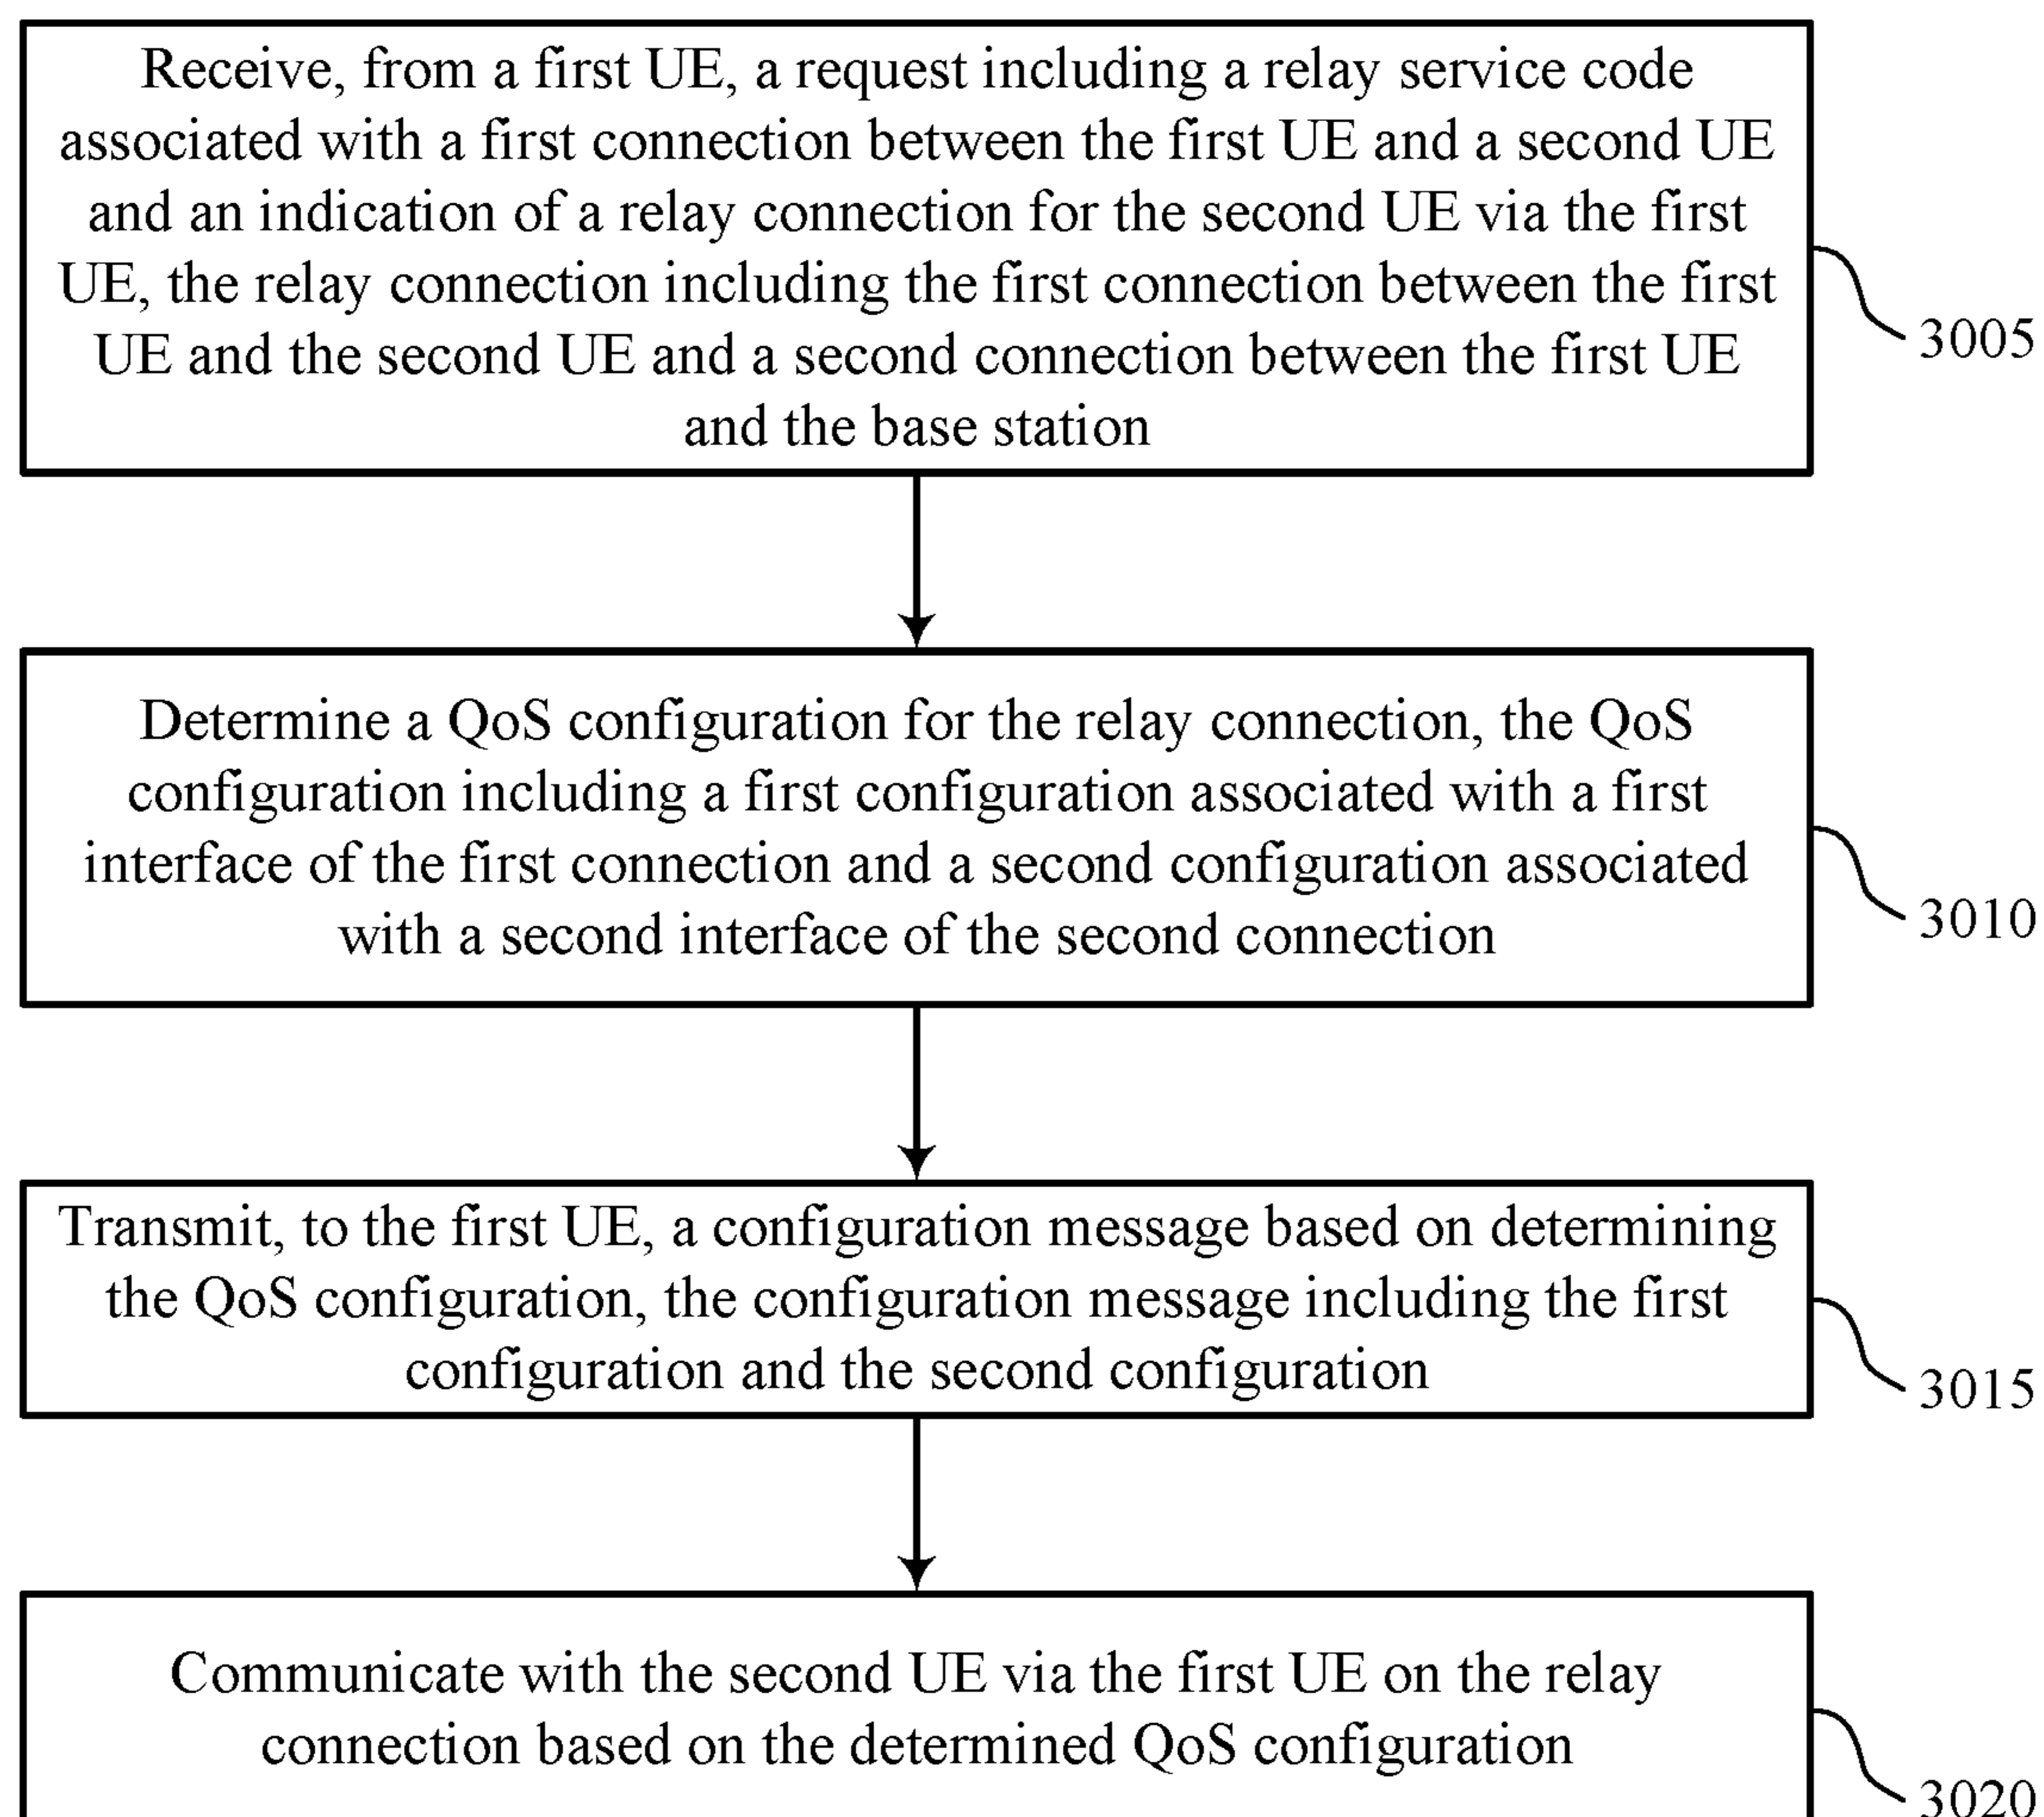 Receive, from a first UE, a request including a relay service code
associated with a first connection between the first UE and a second UE
and an indication of a relay connection for the second UE via the first
UE, the relay connection including the first connection between the first
UE and the second UE and a second connection between the first UE
and the base station
3005
Determine a QoS configuration for the relay connection, the QoS
configuration including a first configuration associated with a first
interface of the first connection and a second configuration associated
with a second interface of the second connection
3010
Transmit, to the first UE, a configuration message based on determining
the QoS configuration, the configuration message including the first
configuration and the second configuration
3015
Communicate with the second UE via the first UE on the relay
connection based on the determined QoS configuration
3020